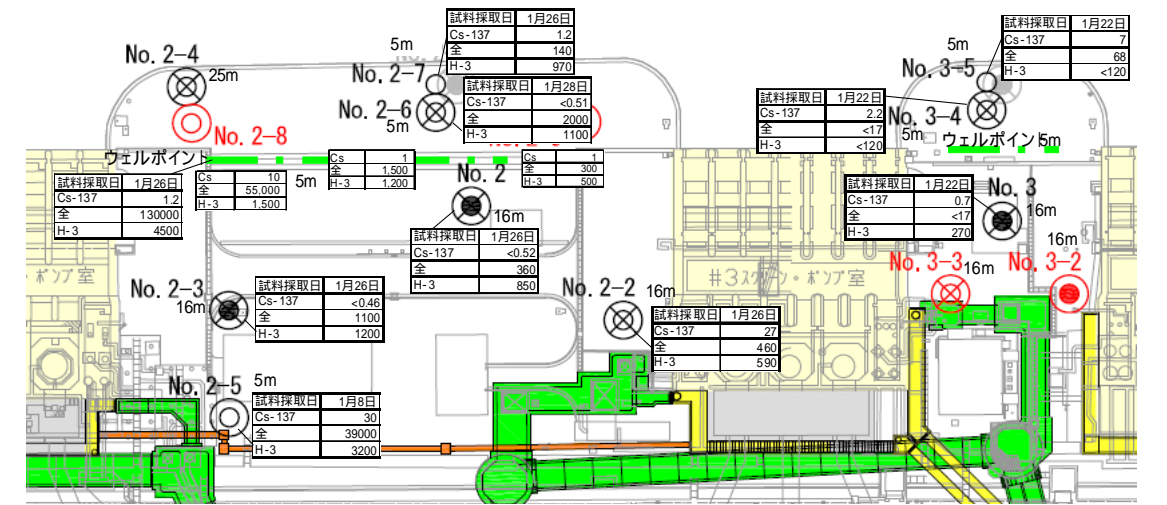 試料採取日 1月26日
Cs-137 1.2
全 140
H-3 970
試料採取日 1月22日
Cs-137 7
全 68
H-3 <120
5m
No. 2-7
5m
No. 3-5
No. 2-4
25m
試料採取日 1月28日
Cs-137 <0.51
全 2000
H-3 1100
No. 2-6
5m
試料採取日 1月22日
Cs-137 2.2
全 <17
H-3 <120
No. 3-4
5m
No. 2-8
ウェルポイント
ウェルポイント
5m
Cs 1
全 1,500
H-3 1,200
Cs 1
全 300
H-3 500
試料採取日 1月26日
Cs-137 1.2
全 130000
H-3 4500
Cs 10
全 55,000
H-3 1,500
5m
No. 2
16m
試料採取日 1月22日
Cs-137 0.7
全 <17
H-3 270
No. 3
16m
試料採取日 1月26日
Cs-137 <0.52
全 360
H-3 850
16m
・ポンプ室
#3スクリーン・ポンプ室
No. 3-3
16m
No. 3-2
No. 2-3
16m
試料採取日 1月26日
Cs-137 <0.46
全 1100
H-3 1200
No. 2-2
16m
試料採取日 1月26日
Cs-137 27
全 460
H-3 590
No. 2-5
5m
試料採取日 1月8日
Cs-137 30
全 39000
H-3 3200